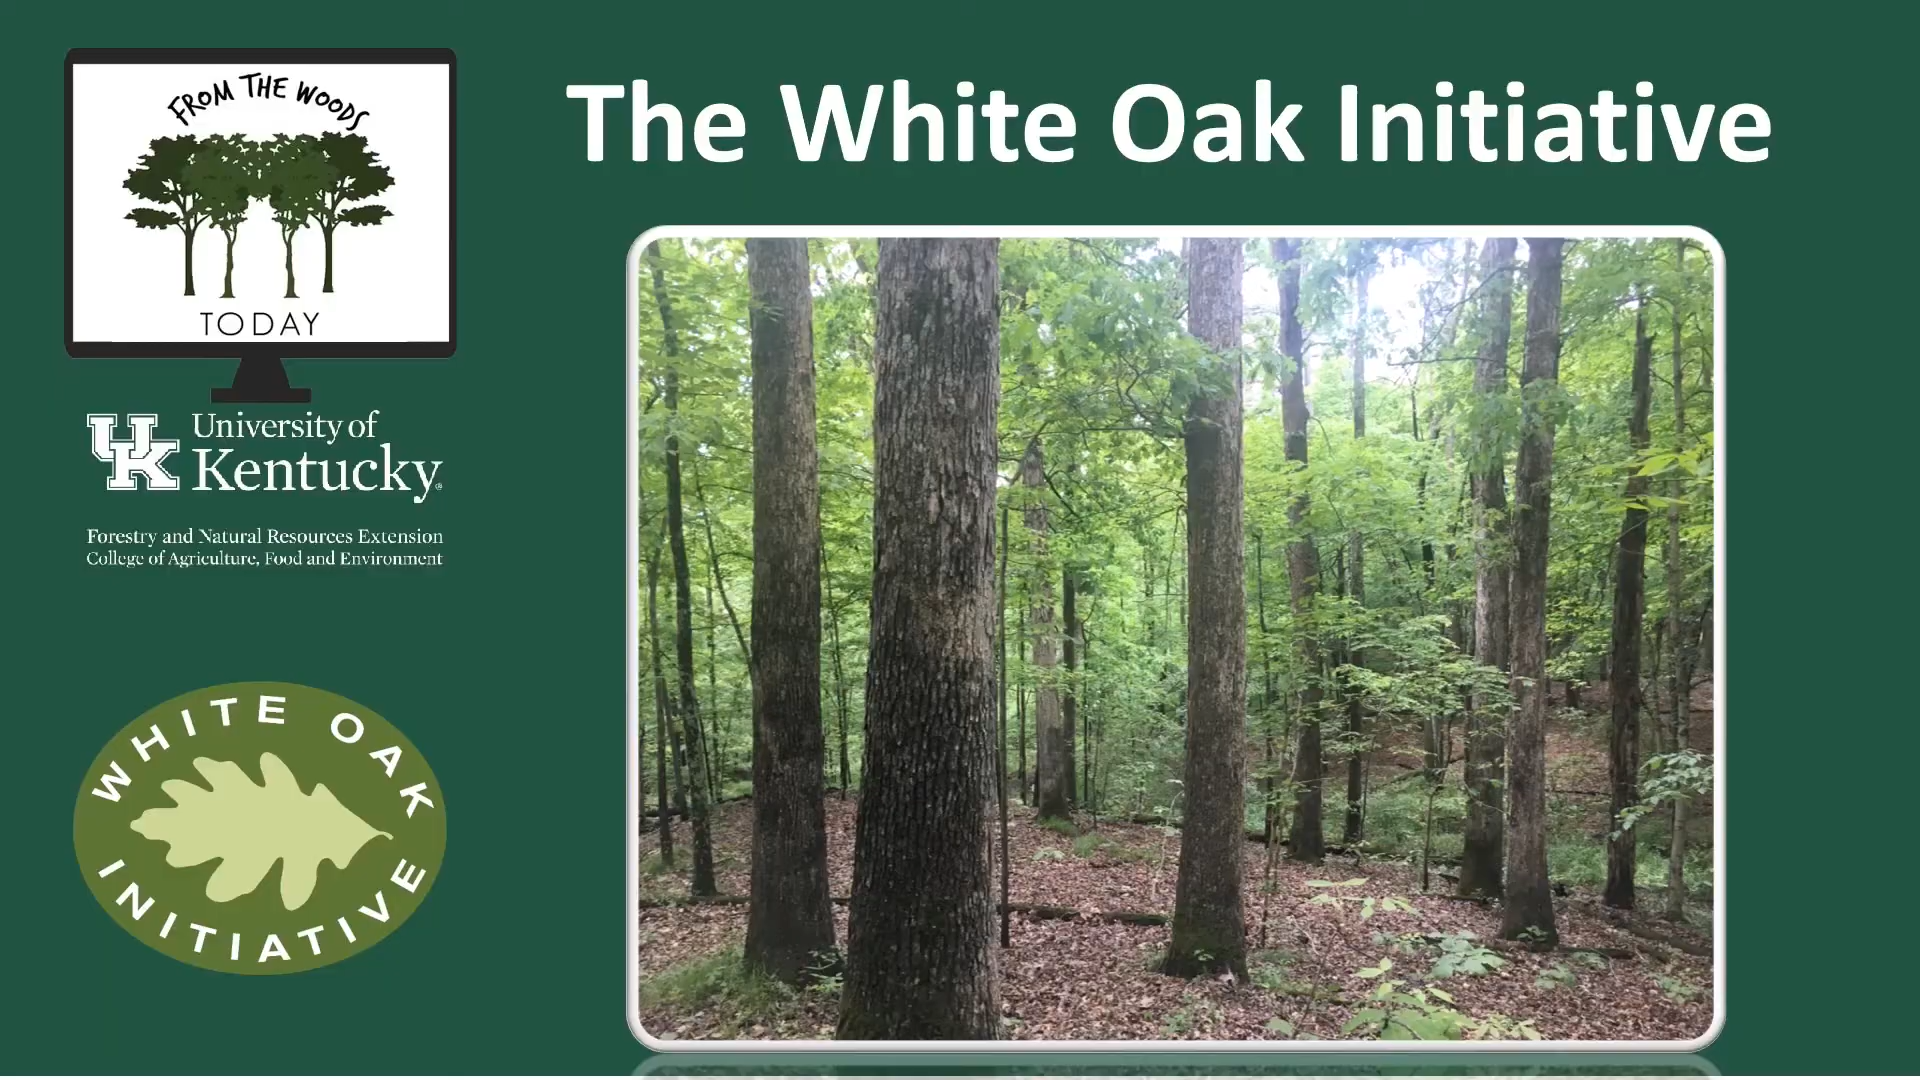 The White Oak Initiative
FROM THE WOODS
TODAY
UK
University of
Kentucky®
Forestry and Natural Resources Extension
College of Agriculture, Food and Environment
WHITE OAK
INITIATIVE